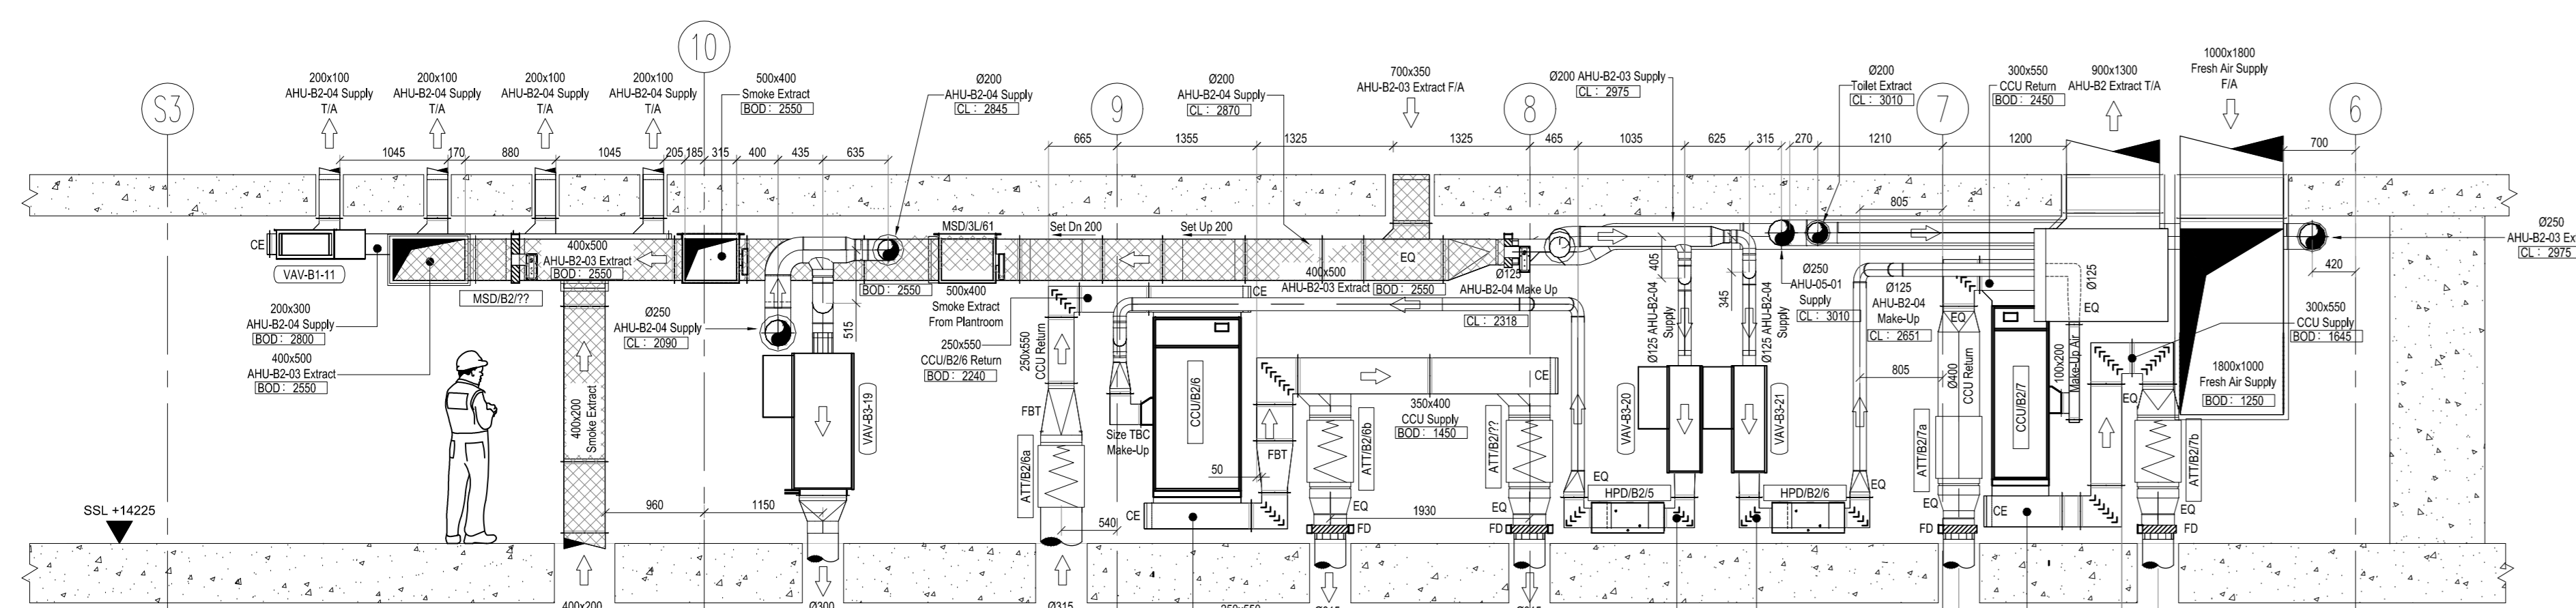 S3
10
9
8
7
6
200x100
AHU-B2-04 Supply
T/A
200x100
AHU-B2-04 Supply
T/A
200x100
AHU-B2-04 Supply
T/A
200x100
AHU-B2-04 Supply
T/A
500x400
Smoke Extract
BOD: 2550
Ø200
AHU-B2-04 Supply
CL: 2845
Ø200
AHU-B2-04 Supply
CL: 2870
700x350
AHU-B2-03 Extract F/A
Ø200 AHU-B2-03 Supply
CL: 2975
Ø200
Toilet Extract
CL: 3010
300x550
CCU Return
BOD: 2450
900x1300
AHU-B2 Extract T/A
1000x1800
Fresh Air Supply
F/A
1045
170
880
1045
205
185
315
400
435
635
665
1355
1325
1325
465
1035
625
315
270
1210
1200
700
805
CE
VAV-B1-11
400x500
AHU-B2-03 Extract
BOD: 2550
MSD/B2/??
MSD/3L/61
Set Dn 200
Set Up 200
BOD: 2550
500x400
Smoke Extract
From Plantroom
CE
400x500
AHU-B2-03 Extract
BOD: 2550
EQ
Ø125
AHU-B2-04 Make Up
CL: 2318
405
345
Ø250
AHU-05-01
Supply
CL: 3010
Ø125
AHU-B2-04
Make-Up
CL: 2651
Ø125
EQ
Ø250
CL: 2975
420
300x550
CCU Supply
BOD: 1645
200x300
AHU-B2-04 Supply
BOD: 2800
400x500
AHU-B2-03 Extract
BOD: 2550
400x200
Smoke Extract
Ø250
AHU-B2-04 Supply
CL: 2090
515
VAV-B3-19
250x550
CCU/B2/6 Return
BOD: 2240
250x550
CCU Return
FBT
ATT/B2/6a
Size TBC
Make-Up
CCU/B2/6
50
FBT
CE
350x400
CCU Supply
BOD: 1450
CE
ATT/B2/6b
ATT/B2/??
EQ
EQ
FD
FD
1930
Ø125 AHU-B2-04
Supply
Ø125 AHU-B2-04
Supply
VAV-B3-20
VAV-B3-21
EQ
HPD/B2/5
HPD/B2/6
EQ
805
EQ
Ø400
CCU Return
ATT/B2/7a
EQ
FD
CCU/B2/7
100x200
Make-Up Air
CE
EQ
ATT/B2/7b
EQ
FD
1800x1000
Fresh Air Supply
BOD: 1250
SSL +14225
960
1150
540
400x200
Ø300
Ø315